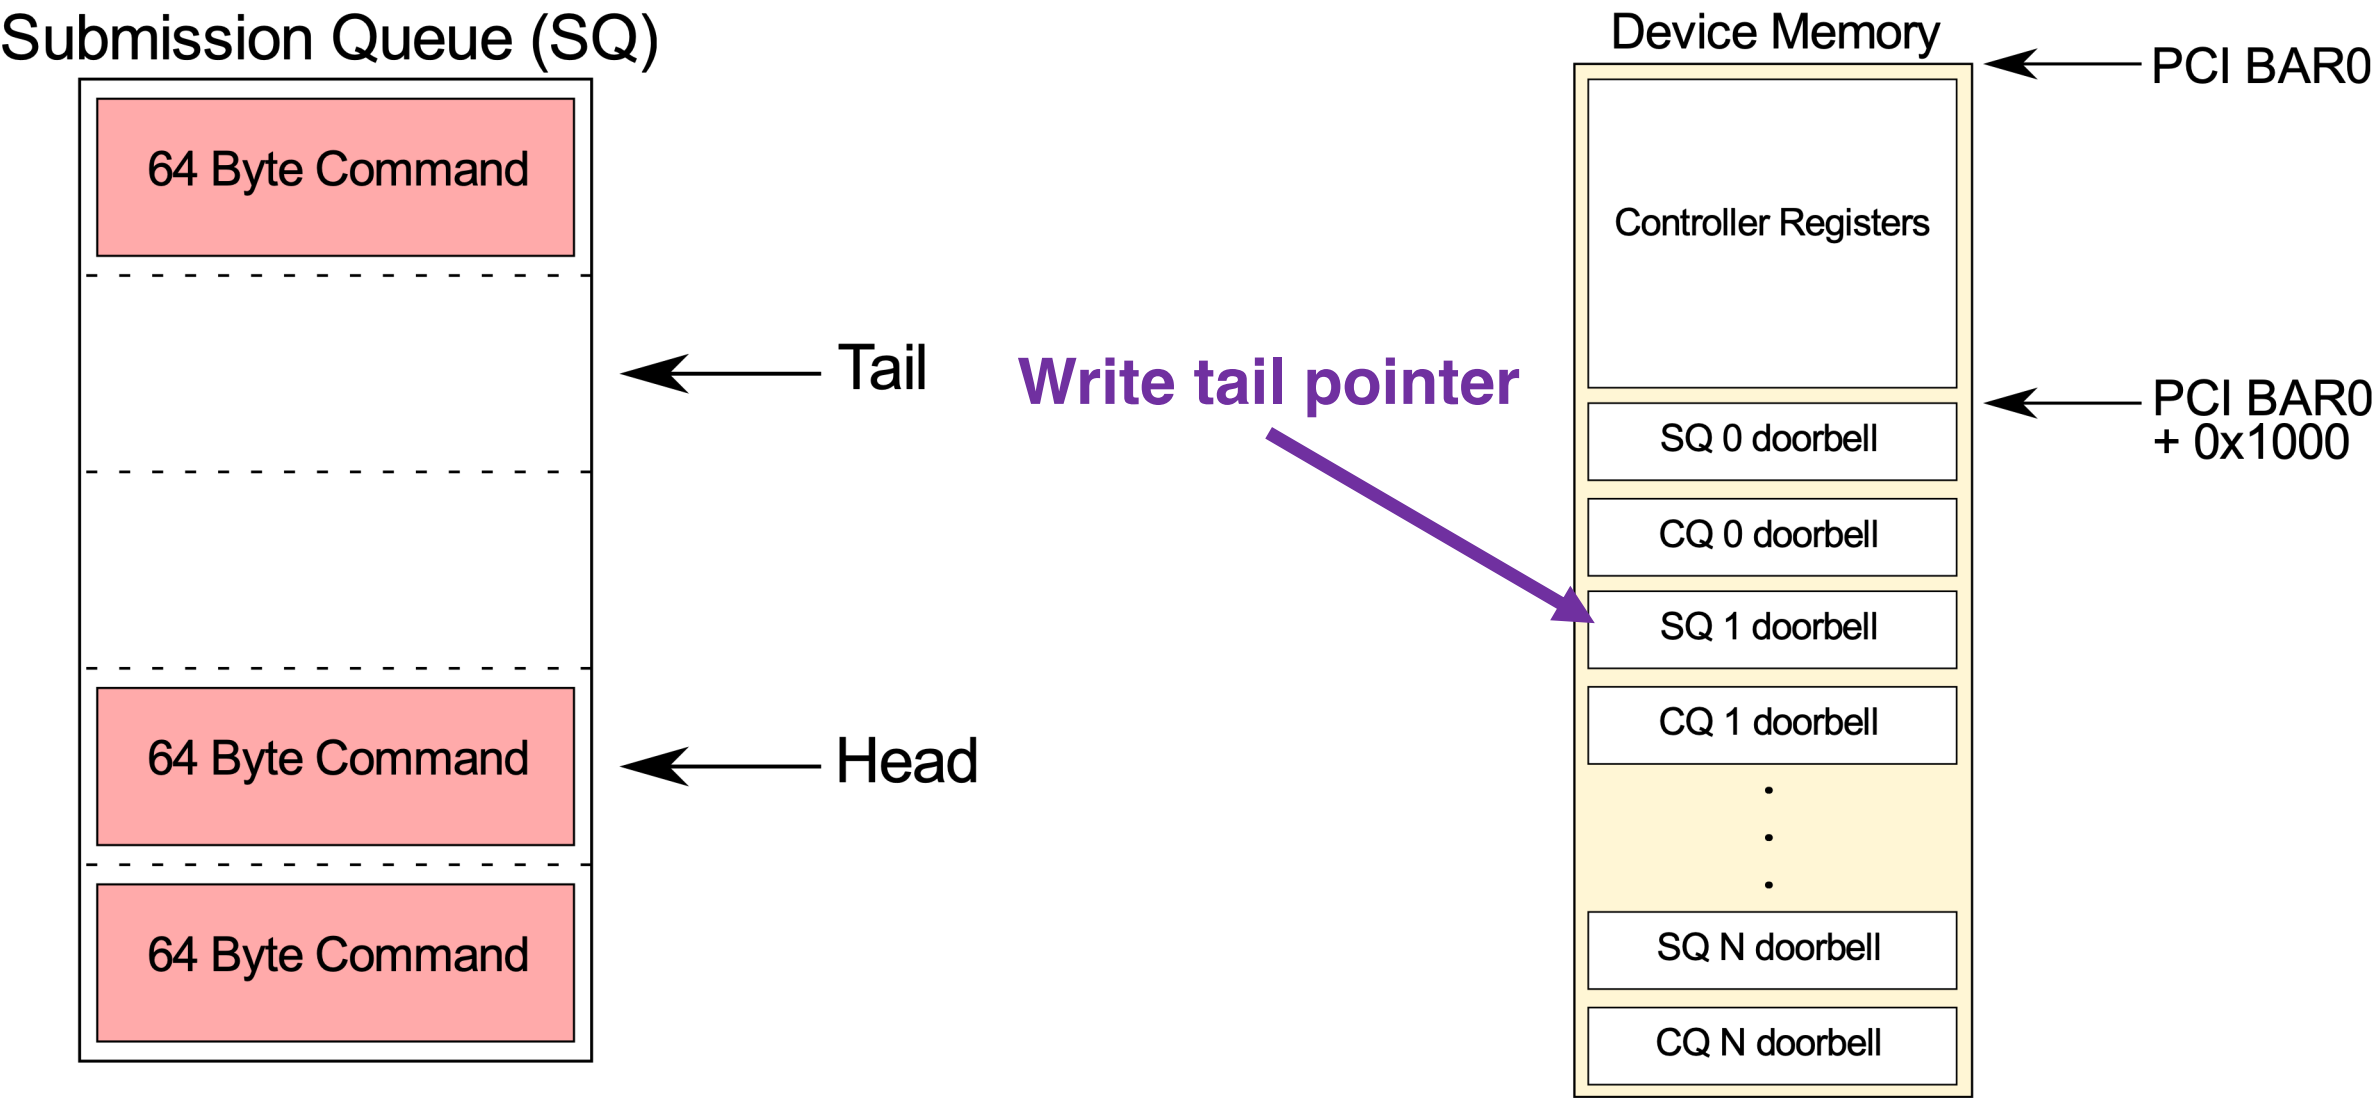 Submission Queue (SQ)
64 Byte Command
Tail
Head
64 Byte Command
64 Byte Command
Write tail pointer
Device Memory
PCI BAR0
Controller Registers
PCI BAR0
+ 0x1000
SQ 0 doorbell
CQ 0 doorbell
SQ 1 doorbell
CQ 1 doorbell
SQ N doorbell
CQ N doorbell